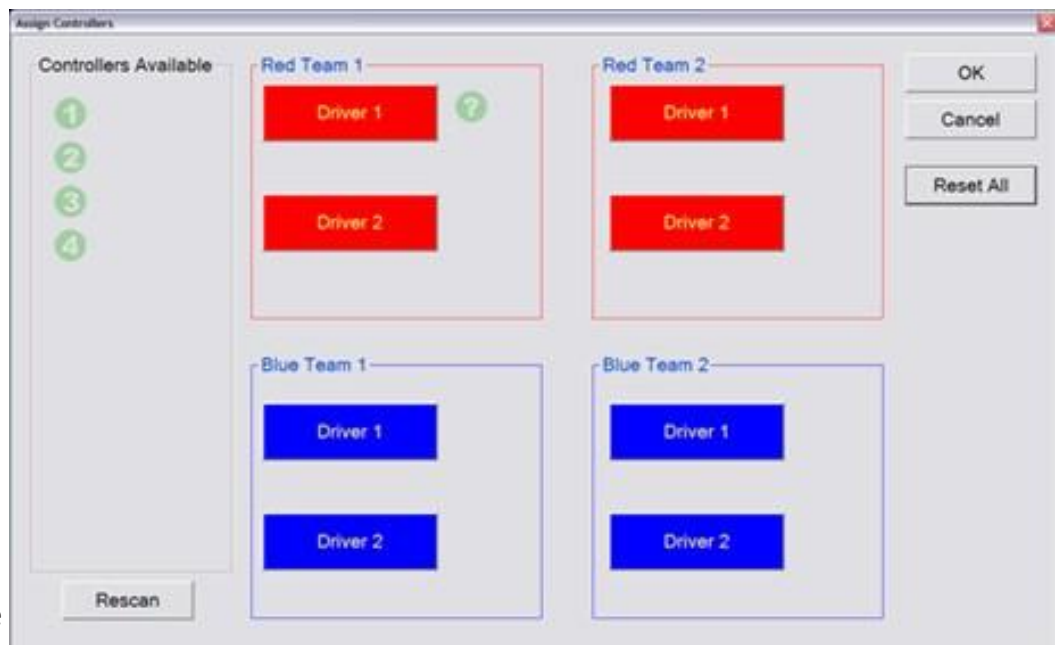 Assign Controllers
Controllers Available
1
2
3
4
Rescan
Red Team 1
Driver 1
?
Driver 2
Red Team 2
Driver 1
Driver 2
Blue Team 1
Driver 1
Driver 2
Blue Team 2
Driver 1
Driver 2
OK
Cancel
Reset All